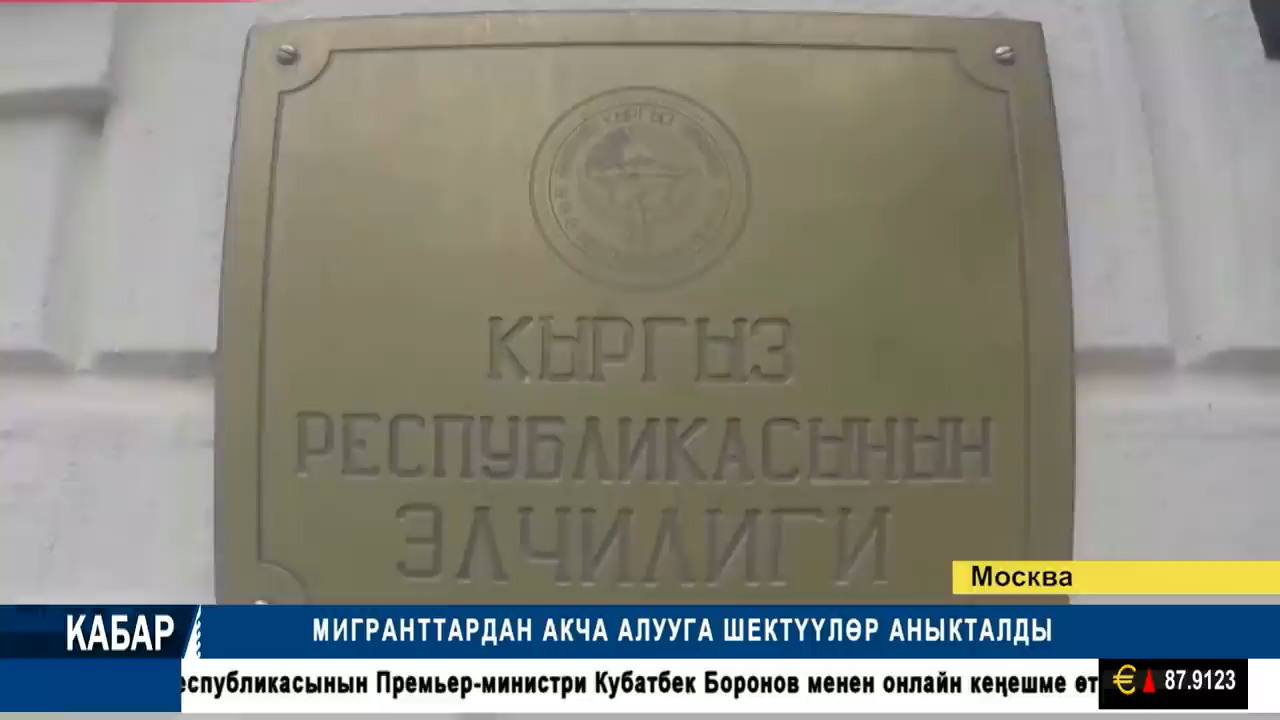 КЫРГЫЗ
КЫРГЫЗ
РЕСПУБЛИКАСЫНЫН
ЭЛЧИЛИГИ
Москва
КАБАР
МИГРАНТТАРДАН АКЧА АЛУУГА ШЕКТҮҮЛӨР АНЫКТАЛДЫ
еспубликасынын Премьер-министри Кубатбек Боронов менен онлайн кеңешме өт
€ 87.9123